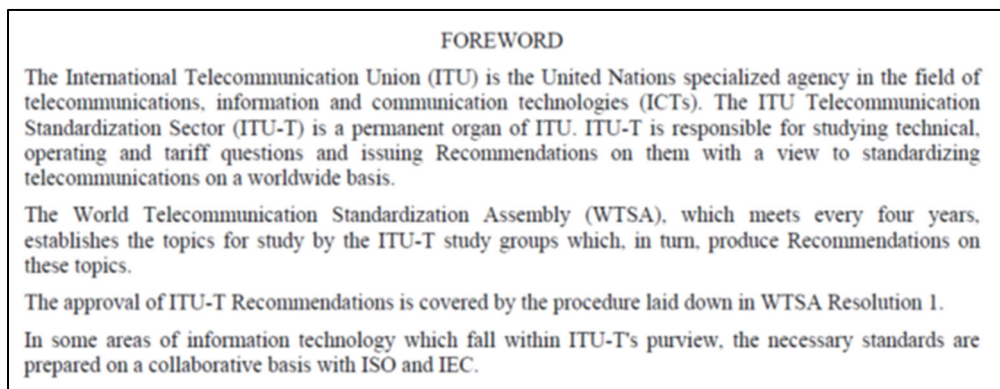 FOREWORD
The International Telecommunication Union (ITU) is the United Nations specialized agency in the field of
telecommunications, information and communication technologies (ICTs). The ITU Telecommunication
Standardization Sector (ITU-T) is a permanent organ of ITU. ITU-T is responsible for studying technical,
operating and tariff questions and issuing Recommendations on them with a view to standardizing
telecommunications on a worldwide basis.
The World Telecommunication Standardization Assembly (WTSA), which meets every four years,
establishes the topics for study by the ITU-T study groups which, in turn, produce Recommendations on
these topics.
The approval of ITU-T Recommendations is covered by the procedure laid down in WTSA Resolution 1.
In some areas of information technology which fall within ITU-T's purview, the necessary standards are
prepared on a collaborative basis with ISO and IEC.